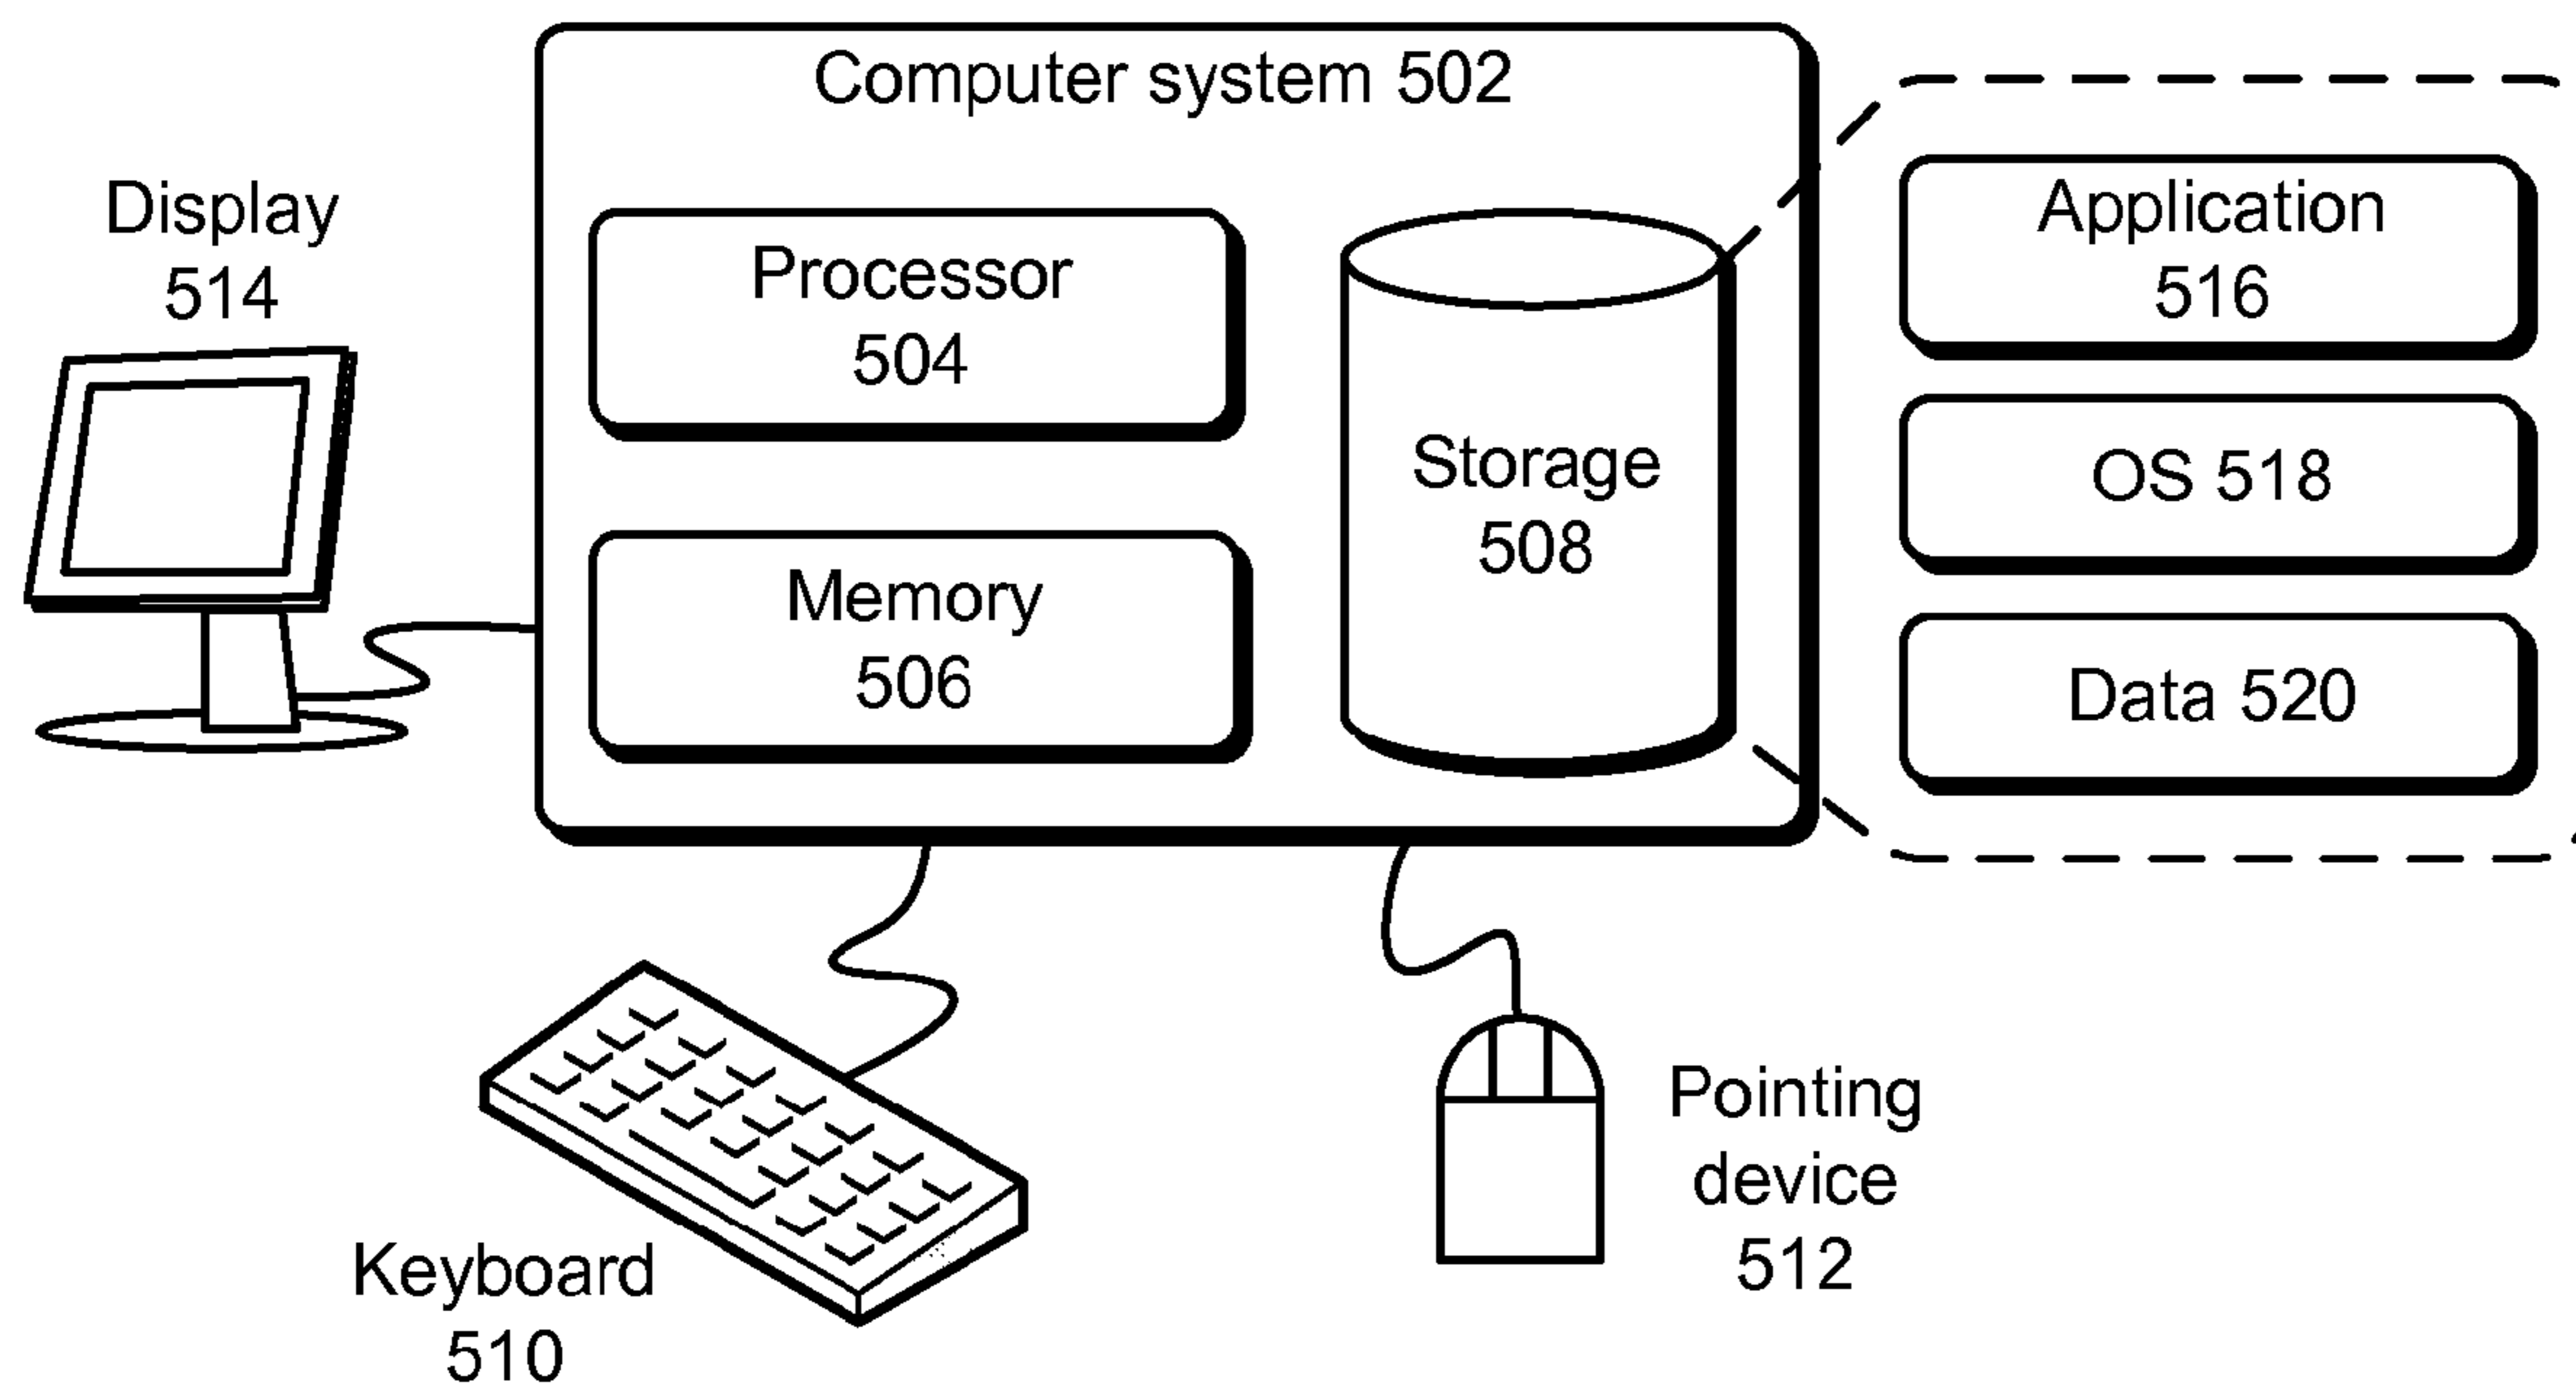 Computer system 502
Display
514
Processor
504
Memory
506
Storage
508
Application
516
OS 518
Data 520
Keyboard
510
Pointing
device
512